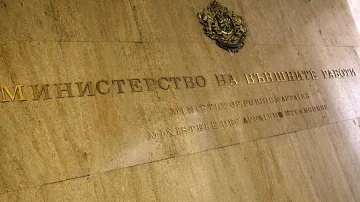 МИНИСТЕРСТВО НА ВЪНШНИТЕ РАБОТИ
MINISTRY OF FOREIGN AFFAIRS
MINISTÈRE DES AFFAIRES ÉTRANGÈRES